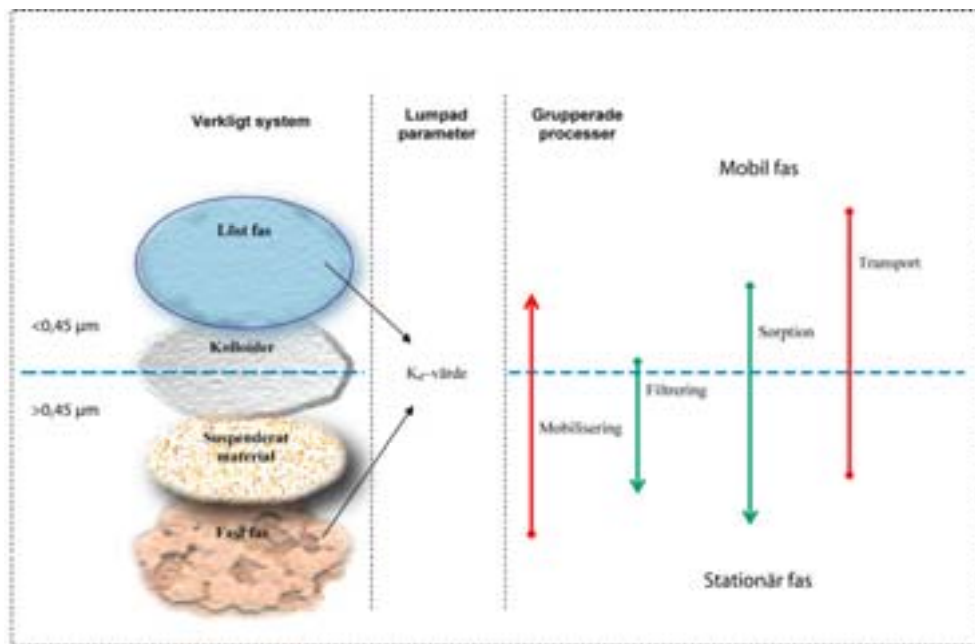 Verkligt system
Lumpad
parameter
Grupperade
processer
Mobil fas
Löst fas
Transport
<0,45 µm
Kolloider
Sorption
Kd-värde
>0,45 µm
Filtrering
Mobilisering
Suspenderat
material
Fast fas
Stationär fas